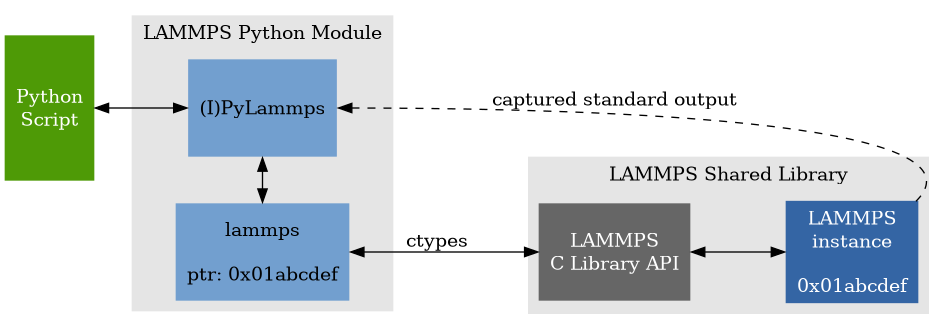 LAMMPS Python Module
Python
Script
(I)PyLammps
captured standard output
LAMMPS Shared Library
lammps
ptr: 0x01abcdef
ctypes
LAMMPS
C Library API
LAMMPS
instance
0x01abcdef